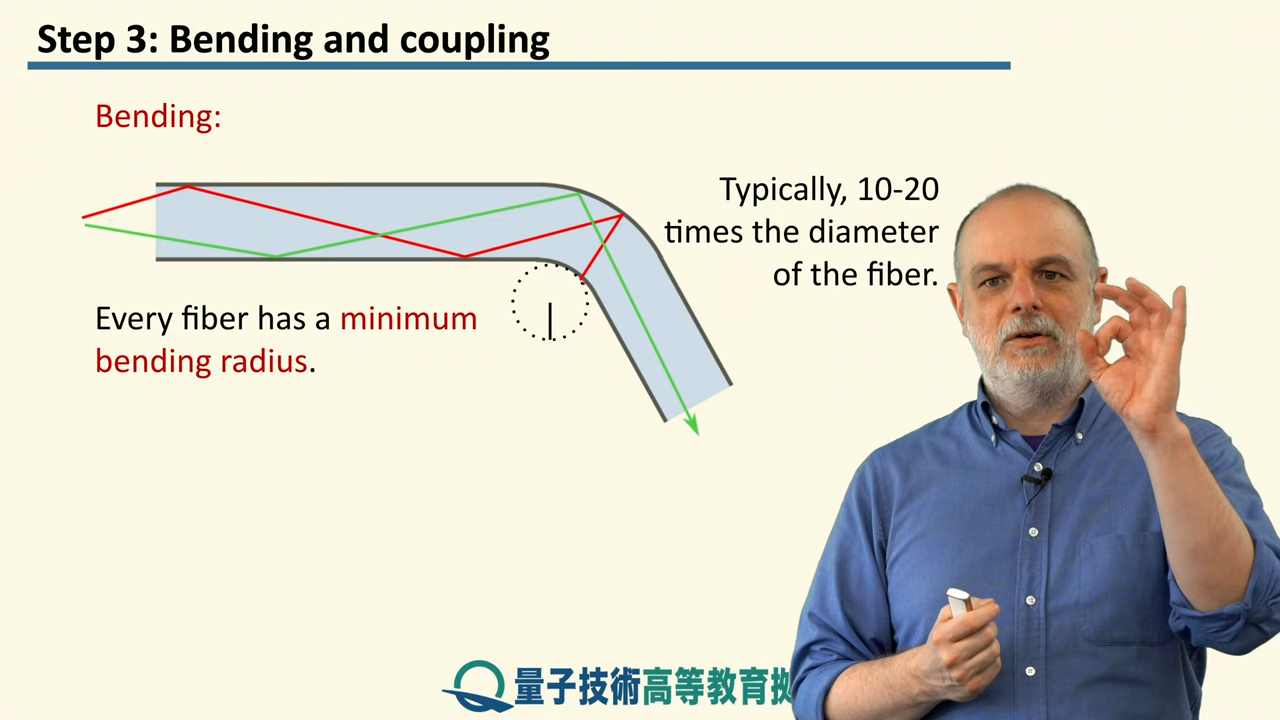 Step 3: Bending and coupling
Bending:
Typically, 10-20
times the diameter
of the fiber.
Every fiber has a minimum
bending radius.
量子技術高等教育拠